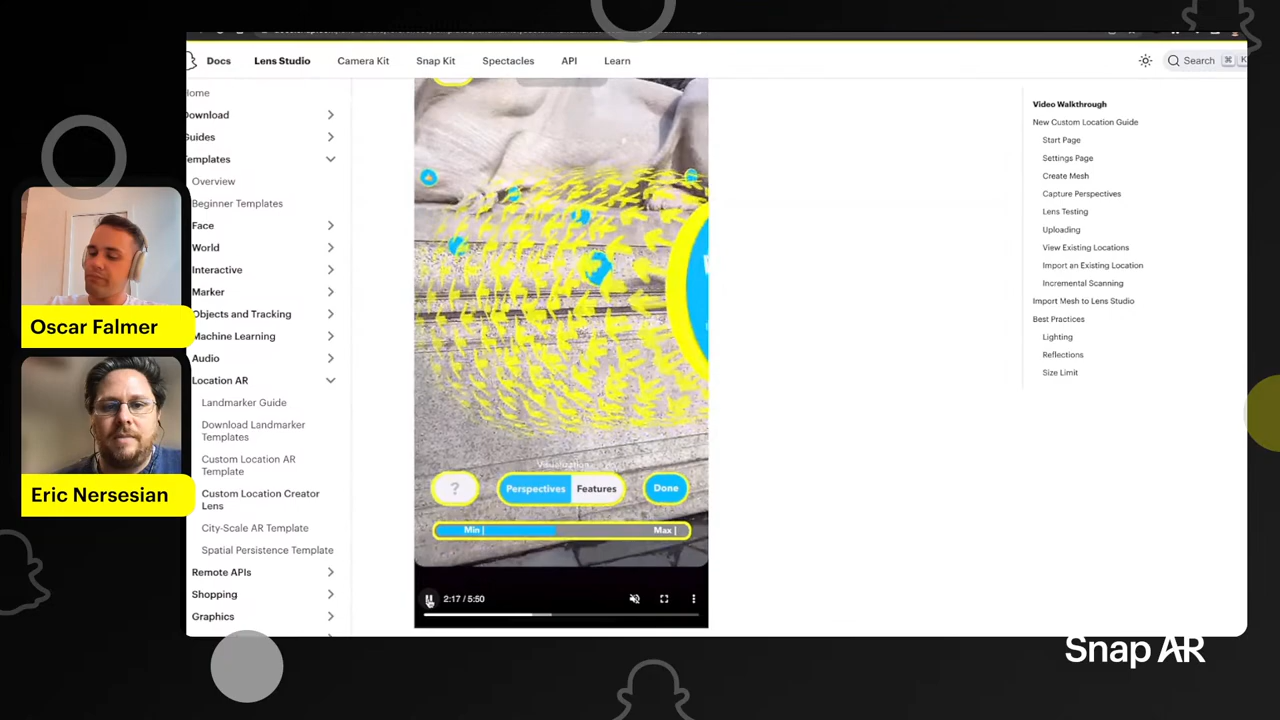 Docs
Lens Studio
Camera Kit
Snap Kit
Spectacles
API
Learn
Search
⌘
K
Home
Download
Guides
Templates
Overview
Beginner Templates
Face
World
Interactive
Marker
Objects and Tracking
Machine Learning
Audio
Location AR
Landmarker Guide
Download Landmarker
Templates
Custom Location AR
Template
Custom Location Creator
Lens
City-Scale AR Template
Spatial Persistence Template
Remote APIs
Shopping
Graphics
?
Perspectives
Features
Done
Min |
Max |
2:17 / 5:50
Video Walkthrough
New Custom Location Guide
Start Page
Settings Page
Create Mesh
Capture Perspectives
Lens Testing
Uploading
View Existing Locations
Import an Existing Location
Incremental Scanning
Import Mesh to Lens Studio
Best Practices
Lighting
Reflections
Size Limit
Oscar Falmer
Eric Nersesian
Snap AR